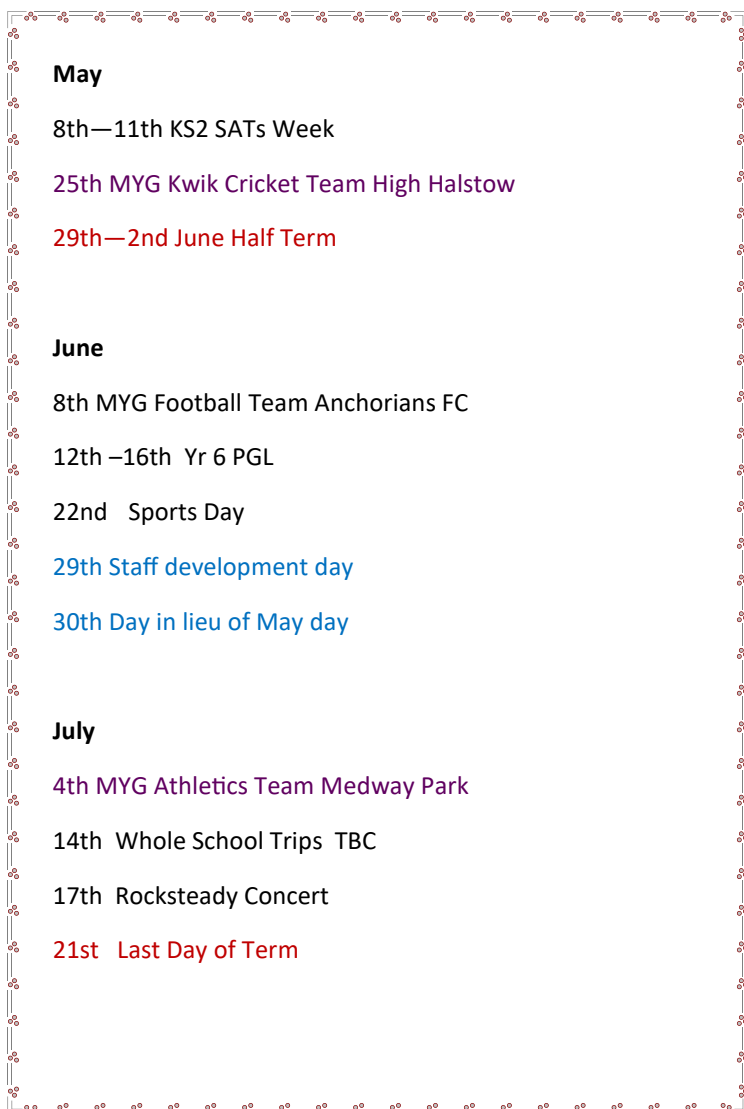 May
8th—11th KS2 SATs Week
25th MYG Kwik Cricket Team High Halstow
29th—2nd June Half Term
June
8th MYG Football Team Anchorians FC
12th –16th  Yr 6 PGL
22nd   Sports Day
29th Staff development day
30th Day in lieu of May day
July
4th MYG Athletics Team Medway Park
14th  Whole School Trips  TBC
17th  Rocksteady Concert
21st   Last Day of Term